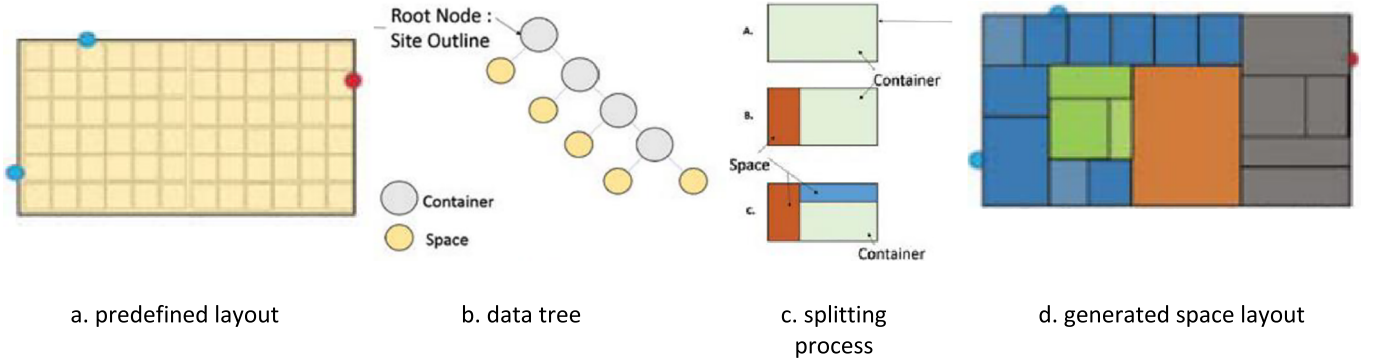 Root Node :
Site Outline
Container
Space
A.
Container
B.
Space
C.
Container
a. predefined layout
b. data tree
c. splitting
process
d. generated space layout